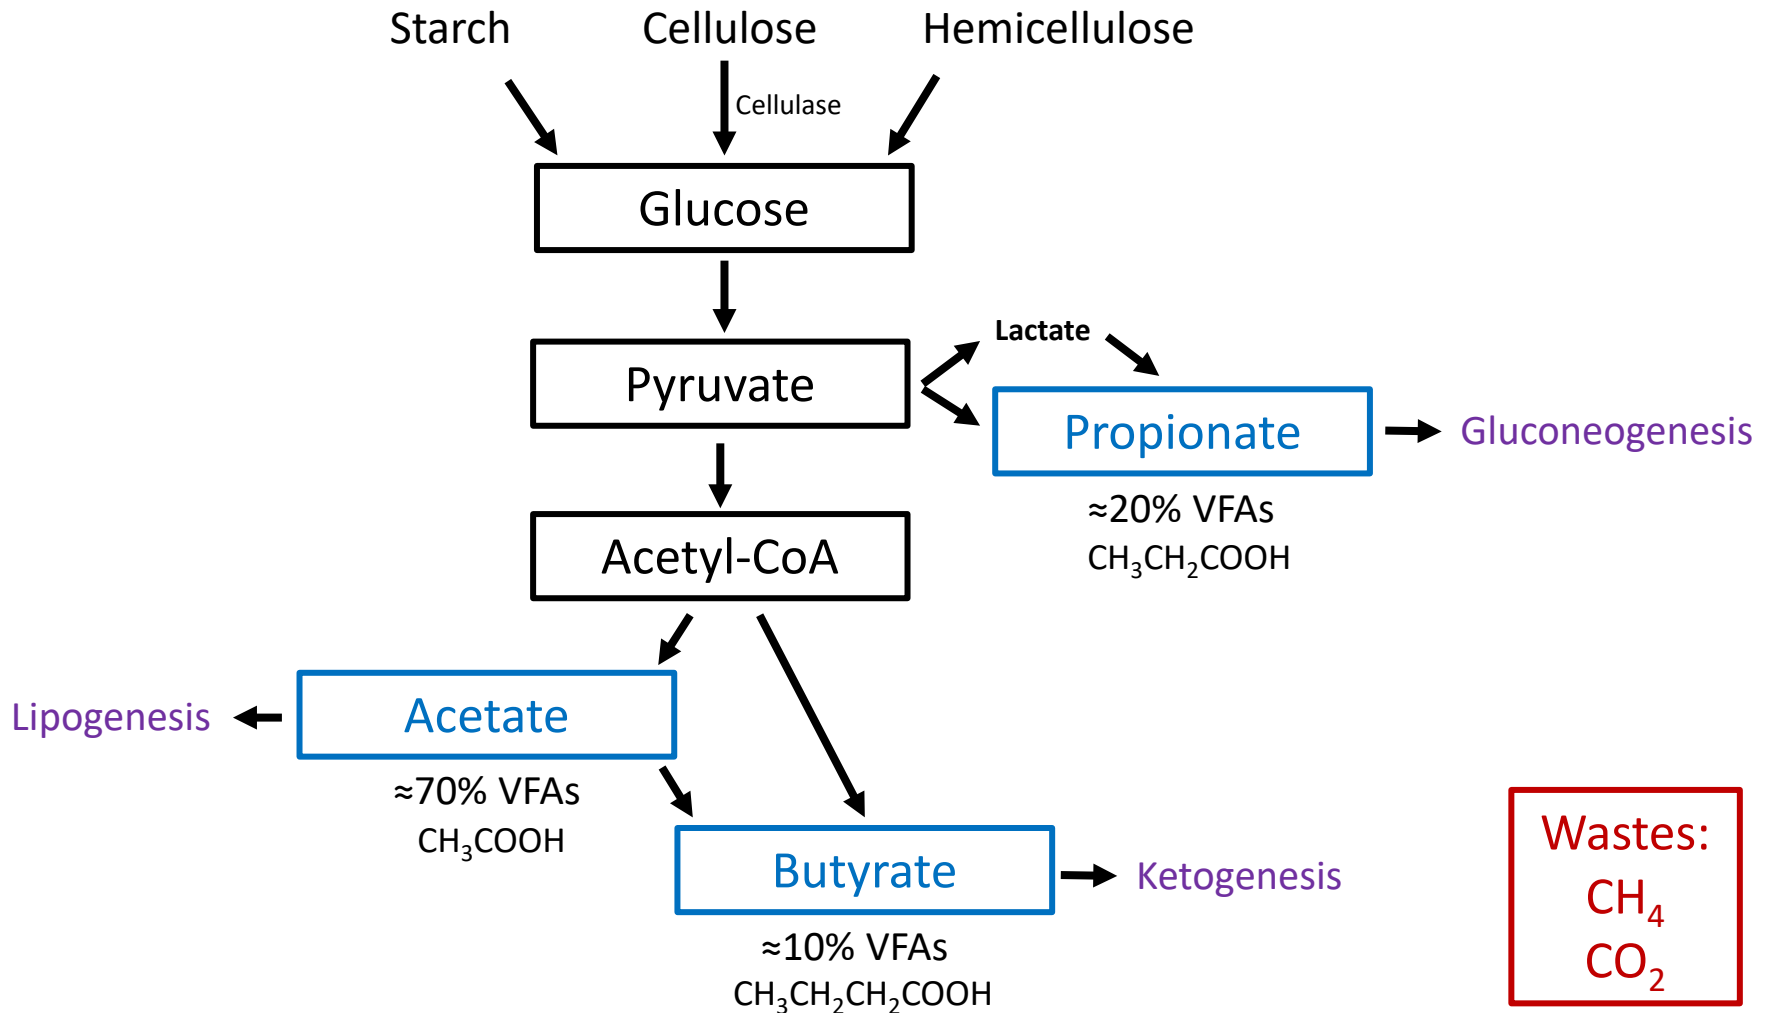 Starch Cellulose Hemicellulose
Cellulase
Glucose
Lactate
Pyruvate
Propionate
Gluconeogenesis
≈20% VFAs
CH₃CH₂COOH
Acetyl-CoA
Lipogenesis
Acetate
≈70% VFAs
CH₃COOH
Butyrate
Ketogenesis
≈10% VFAs
CH₃CH₂CH₂COOH
Wastes:
CH₄
CO₂